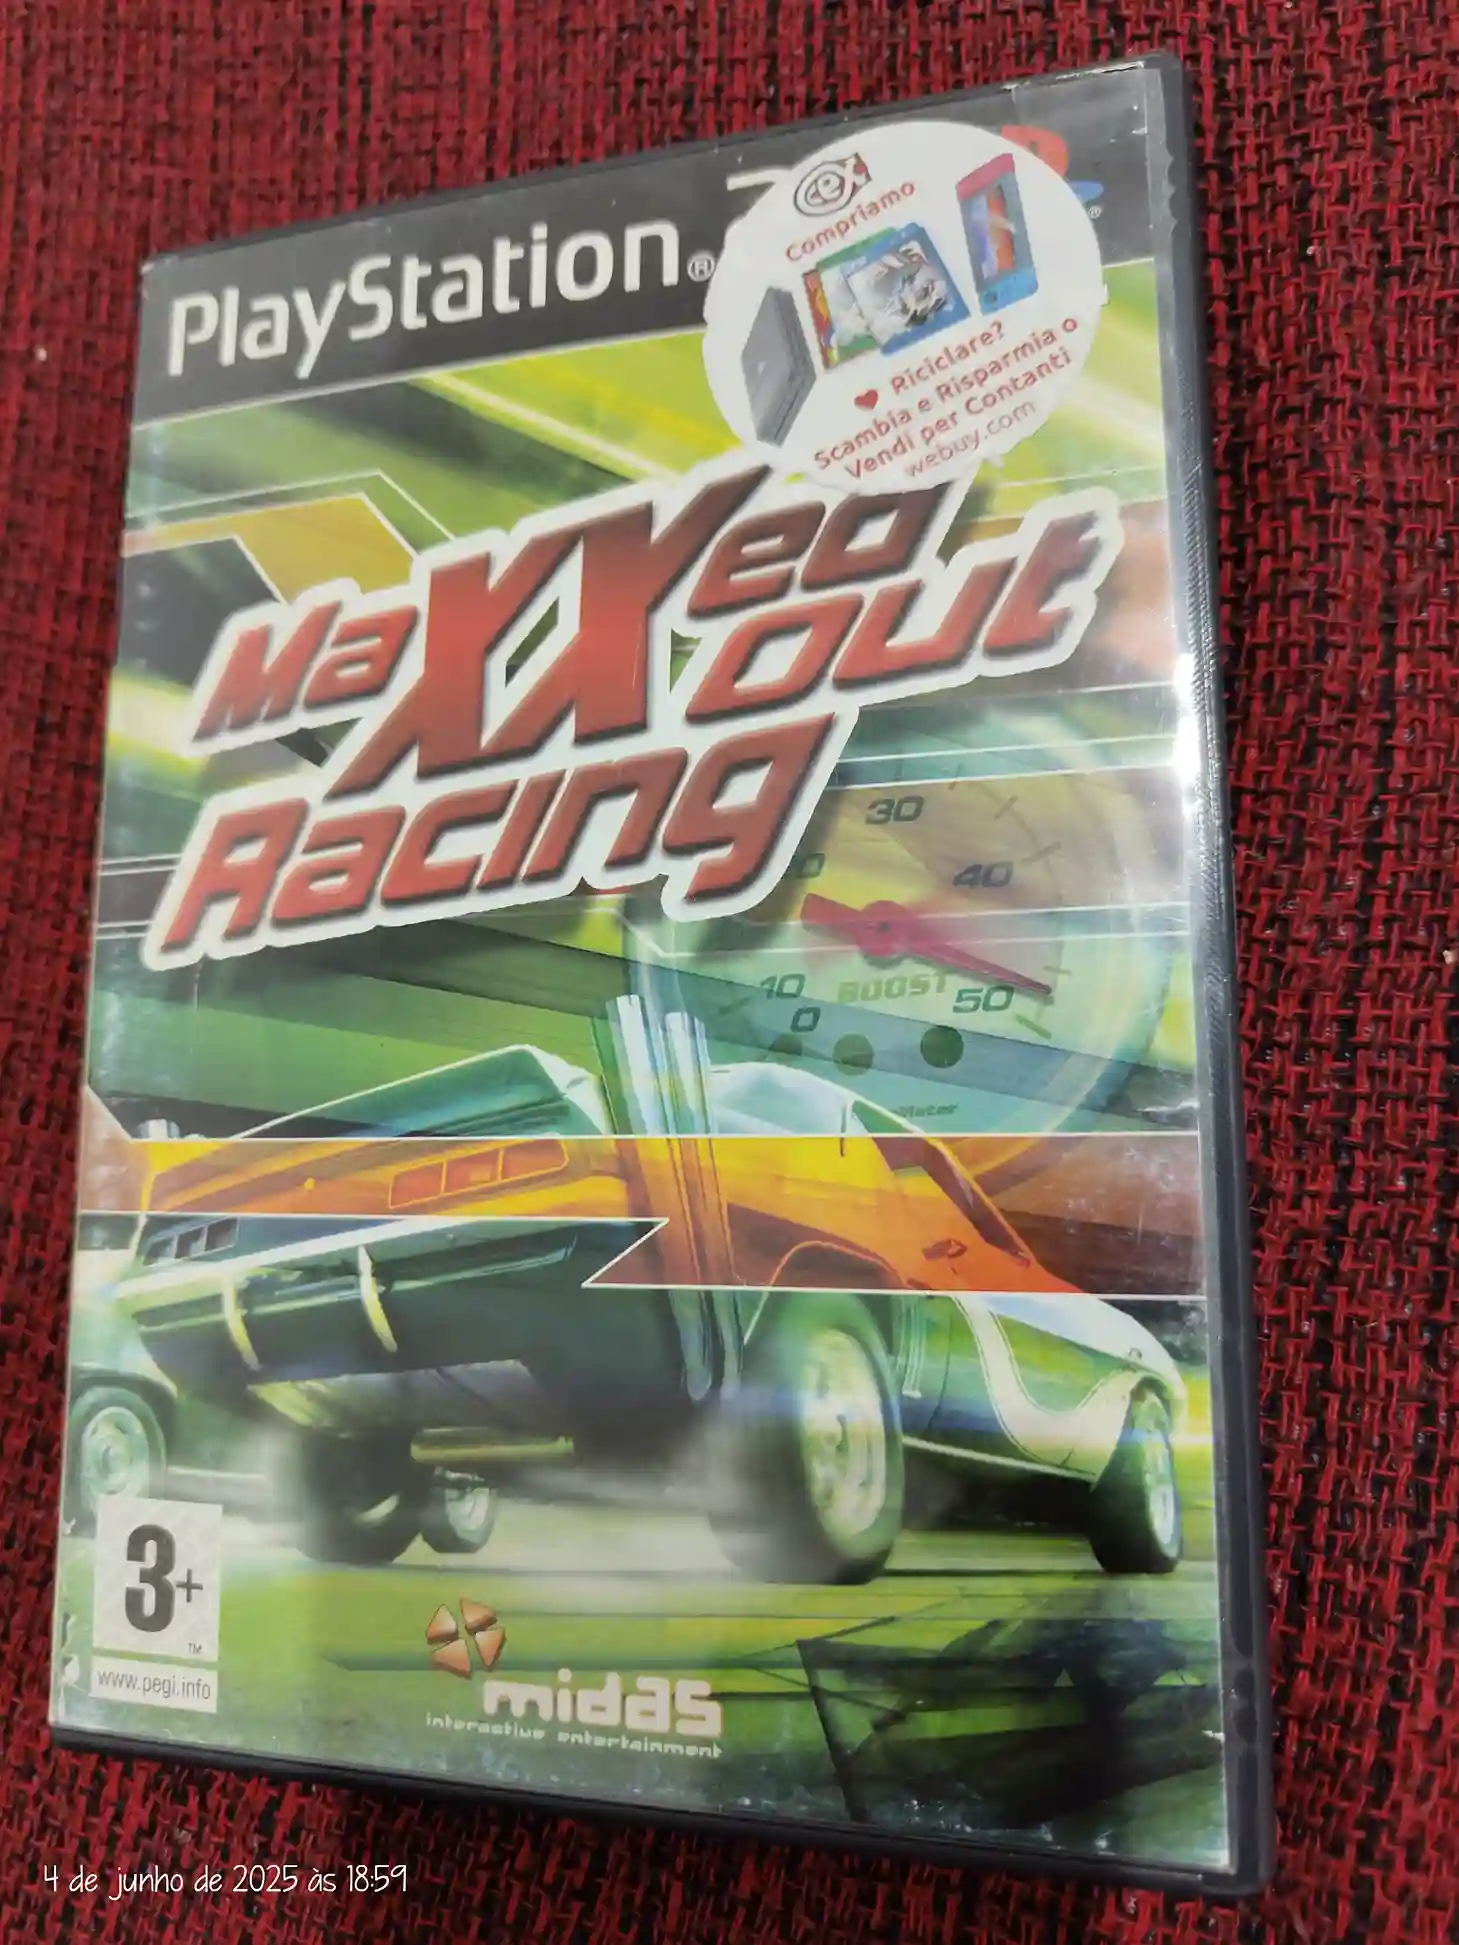 PlayStation®
cex
Compriamo
Riciclare?
Scambia e Risparmia o
Vendi per Contanti
webuy.com
MaXXed
Out
Racing
30
40
10
BOOST
50
0
3+
TM
www.pegi.info
midas
interactive entertainment
4 de junho de 2025 às 18:59